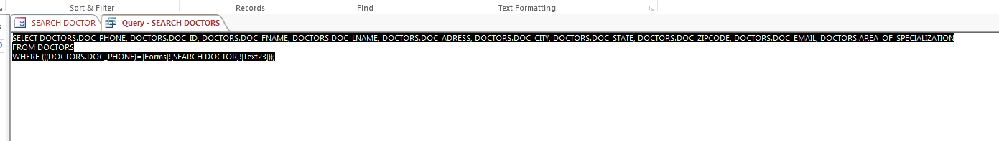 Sort & Filter
Records
Find
Text Formatting
SEARCH DOCTOR
Query - SEARCH DOCTORS
SELECT DOCTORS.DOC_PHONE, DOCTORS.DOC_ID, DOCTORS.DOC_FNAME, DOCTORS.DOC_LNAME, DOCTORS.DOC_ADRESS, DOCTORS.DOC_CITY, DOCTORS.DOC_STATE, DOCTORS.DOC_ZIPCODE, DOCTORS.DOC_EMAIL, DOCTORS.AREA_OF_SPECIALIZATION
FROM DOCTORS
WHERE (((DOCTORS.DOC_PHONE)=[Forms]![SEARCH DOCTOR]![Text23]));